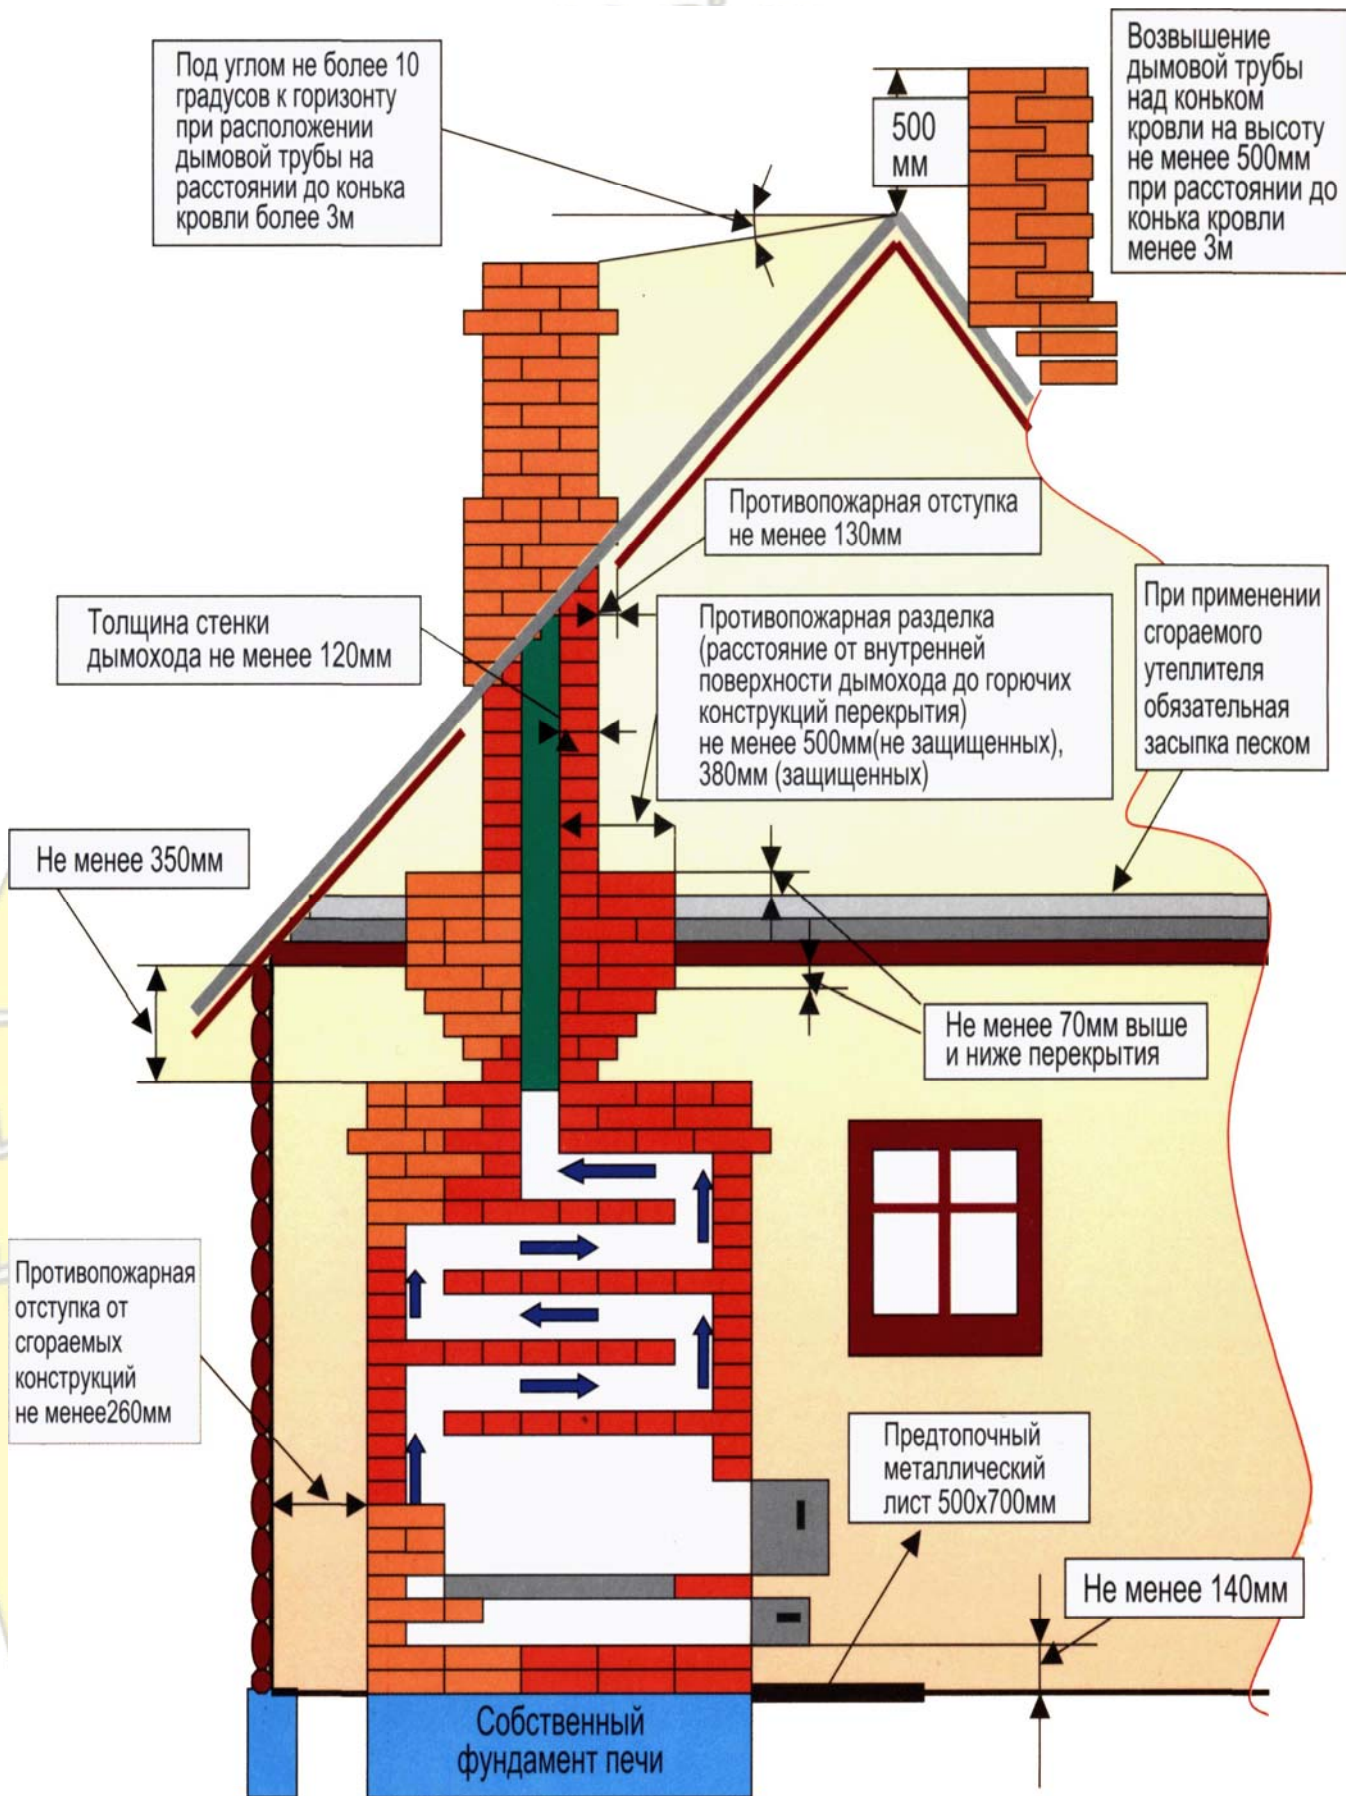 Под углом не более 10
градусов к горизонту
при расположении
дымовой трубы на
расстоянии до конька
кровли более 3м
500
мм
Возвышение
дымовой трубы
над коньком
кровли на высоту
не менее 500мм
при расстоянии до
конька кровли
менее 3м
Противопожарная отступка
не менее 130мм
Толщина стенки
дымохода не менее 120мм
Противопожарная разделка
(расстояние от внутренней
поверхности дымохода до горючих
конструкций перекрытия)
не менее 500мм(не защищенных),
380мм (защищенных)
При применении
сгораемого
утеплителя
обязательная
засыпка песком
Не менее 350мм
Не менее 70мм выше
и ниже перекрытия
Противопожарная
отступка от
сгораемых
конструкций
не менее260мм
Предтопочный
металлический
лист 500х700мм
Не менее 140мм
Собственный
фундамент печи